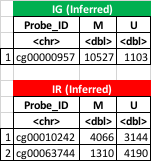 IG (Inferred)
Probe_ID M U
<chr> <dbl> <dbl>
1 cg00000957 10527 1103
IR (Inferred)
Probe_ID M U
<chr> <dbl> <dbl>
1 cg00010242 4066 3144
2 cg00063744 1310 4190